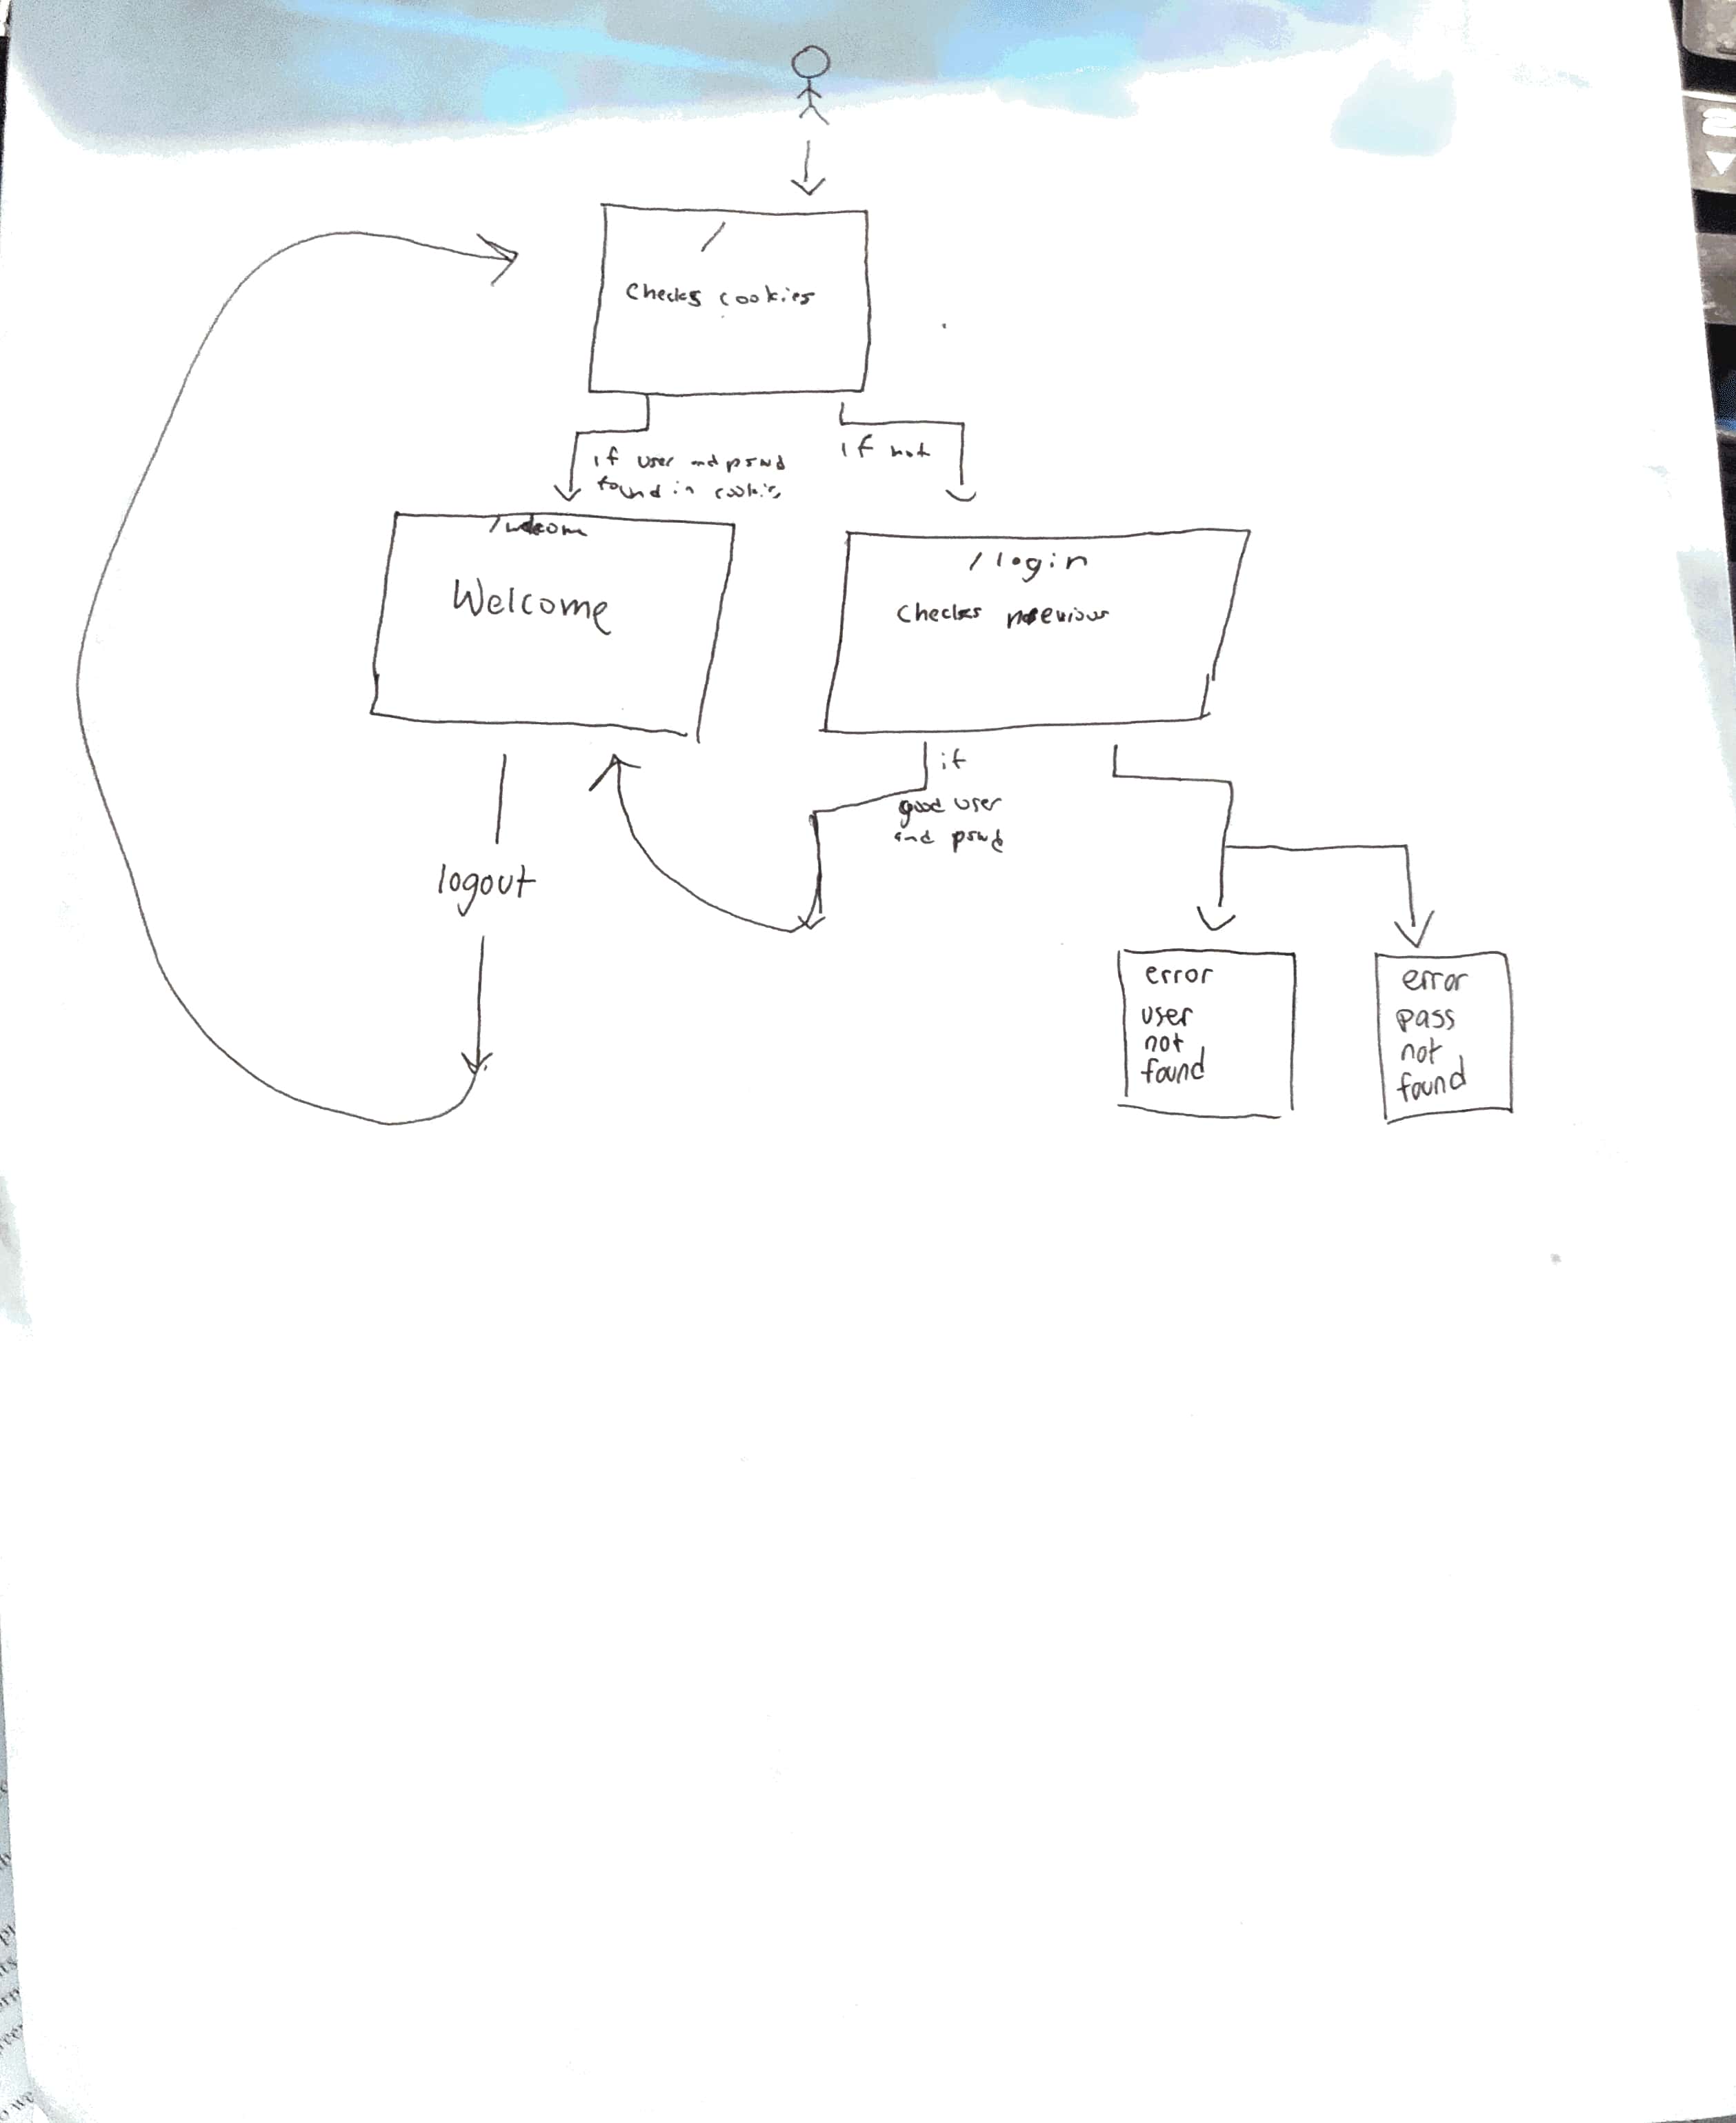 /
Checks cookies
if user and pswd
found in cookies
if not
/welcom
Welcome
/login
Checks
if
good user
and pswd
logout
error
user
not
found
error
pass
not
found